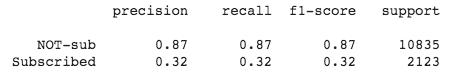 precision recall f1-score support
NOT-sub 0.87 0.87 0.87 10835
Subscribed 0.32 0.32 0.32 2123